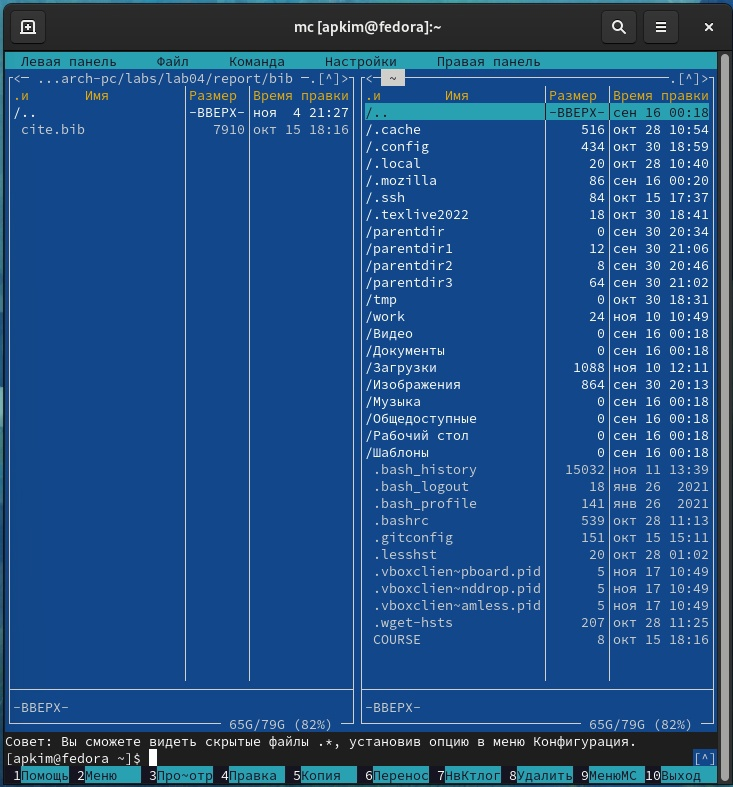 mc [apkim@fedora]:~
Левая панель Файл Команда Настройки Правая панель
<─ ...arch-pc/labs/lab04/report/bib ─.[^]>
.и Имя Размер Время правки
/.. -ВВЕРХ- ноя 4 21:27
cite.bib 7910 окт 15 18:16
-ВВЕРХ-
65G/79G (82%)
<─ ~ .[^]>
.и Имя Размер Время правки
/.. -ВВЕРХ- сен 16 00:18
/.cache 516 окт 28 10:54
/.config 434 окт 30 18:59
/.local 20 окт 28 10:40
/.mozilla 86 сен 16 00:20
/.ssh 84 окт 15 17:37
/.texlive2022 18 окт 30 18:41
/parentdir 0 сен 30 20:34
/parentdir1 12 сен 30 21:06
/parentdir2 8 сен 30 20:46
/parentdir3 64 сен 30 21:02
/tmp 0 окт 30 18:31
/work 24 ноя 10 10:49
/Видео 0 сен 16 00:18
/Документы 0 сен 16 00:18
/Загрузки 1088 ноя 10 12:11
/Изображения 864 сен 30 20:13
/Музыка 0 сен 16 00:18
/Общедоступные 0 сен 16 00:18
/Рабочий стол 0 сен 16 00:18
/Шаблоны 0 сен 16 00:18
.bash_history 15032 ноя 11 13:39
.bash_logout 18 янв 26 2021
.bash_profile 141 янв 26 2021
.bashrc 539 окт 28 11:13
.gitconfig 151 окт 15 15:11
.lesshst 20 окт 28 01:02
.vboxclien~pboard.pid 5 ноя 17 10:49
.vboxclien~nddrop.pid 5 ноя 17 10:49
.vboxclien~amless.pid 5 ноя 17 10:49
.wget-hsts 207 окт 28 11:25
COURSE 8 окт 15 18:16
-ВВЕРХ-
65G/79G (82%)
Совет: Вы сможете видеть скрытые файлы .*, установив опцию в меню Конфигурация.
[apkim@fedora ~]$ [^]
1Помощь 2Меню 3Про~отр 4Правка 5Копия 6Перенос 7НвКтлог 8Удалить 9МенюМС 10Выход